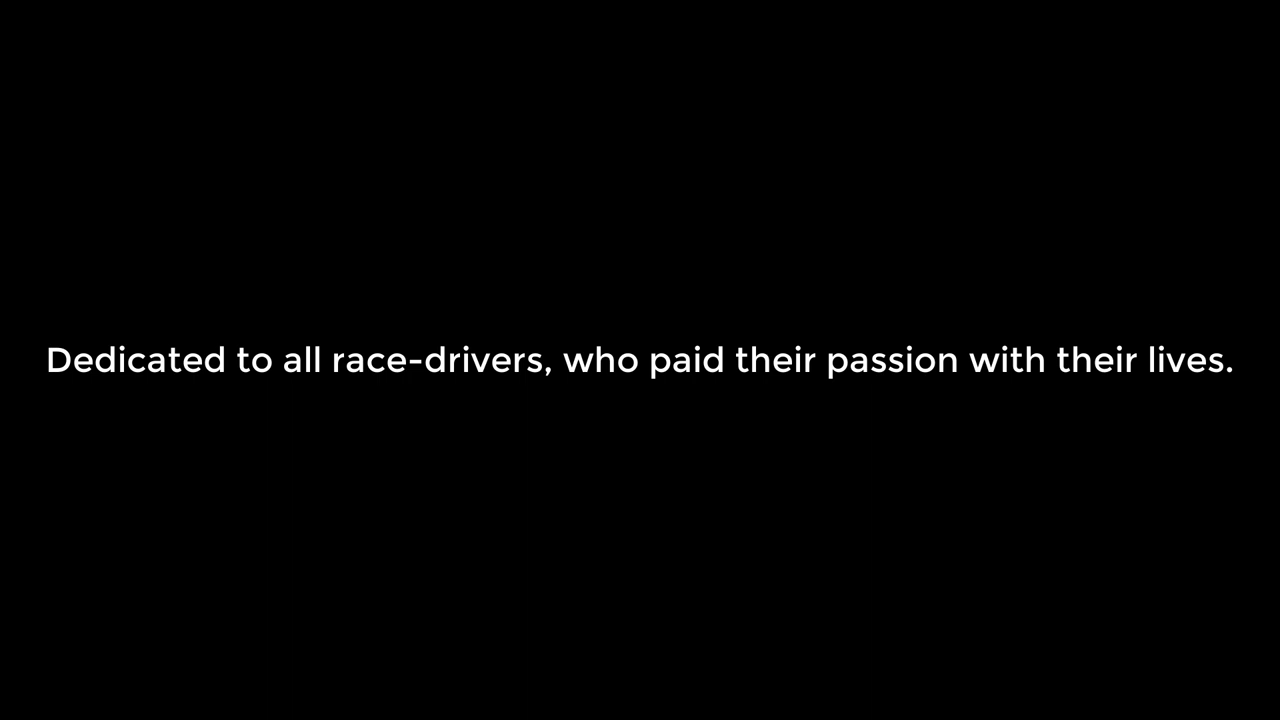 Dedicated to all race-drivers, who paid their passion with their lives.